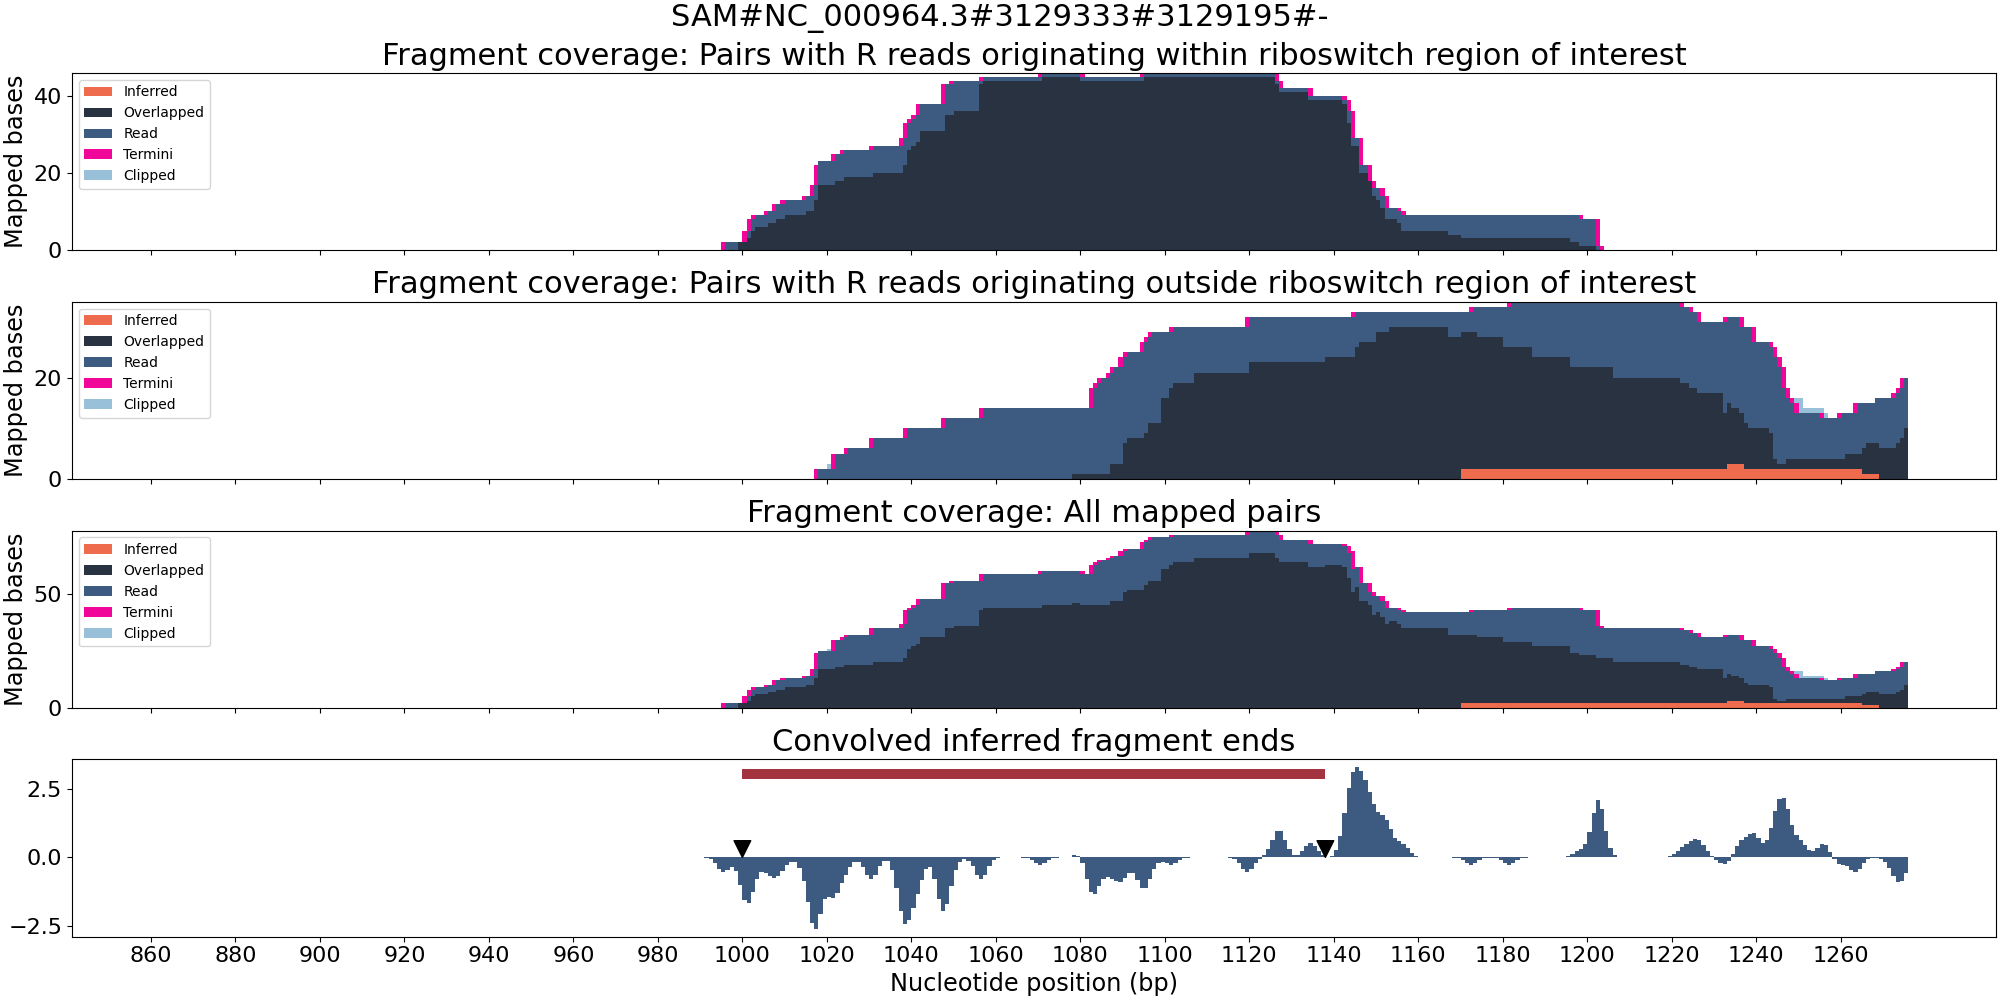 SAM#NC_000964.3#3129333#3129195#-
Fragment coverage: Pairs with R reads originating within riboswitch region of interest
Mapped bases
40
20
0
Inferred
Overlapped
Read
Termini
Clipped
Fragment coverage: Pairs with R reads originating outside riboswitch region of interest
Mapped bases
20
0
Inferred
Overlapped
Read
Termini
Clipped
Fragment coverage: All mapped pairs
Mapped bases
50
0
Inferred
Overlapped
Read
Termini
Clipped
Convolved inferred fragment ends
2.5
0.0
−2.5
860 880 900 920 940 960 980 1000 1020 1040 1060 1080 1100 1120 1140 1160 1180 1200 1220 1240 1260
Nucleotide position (bp)